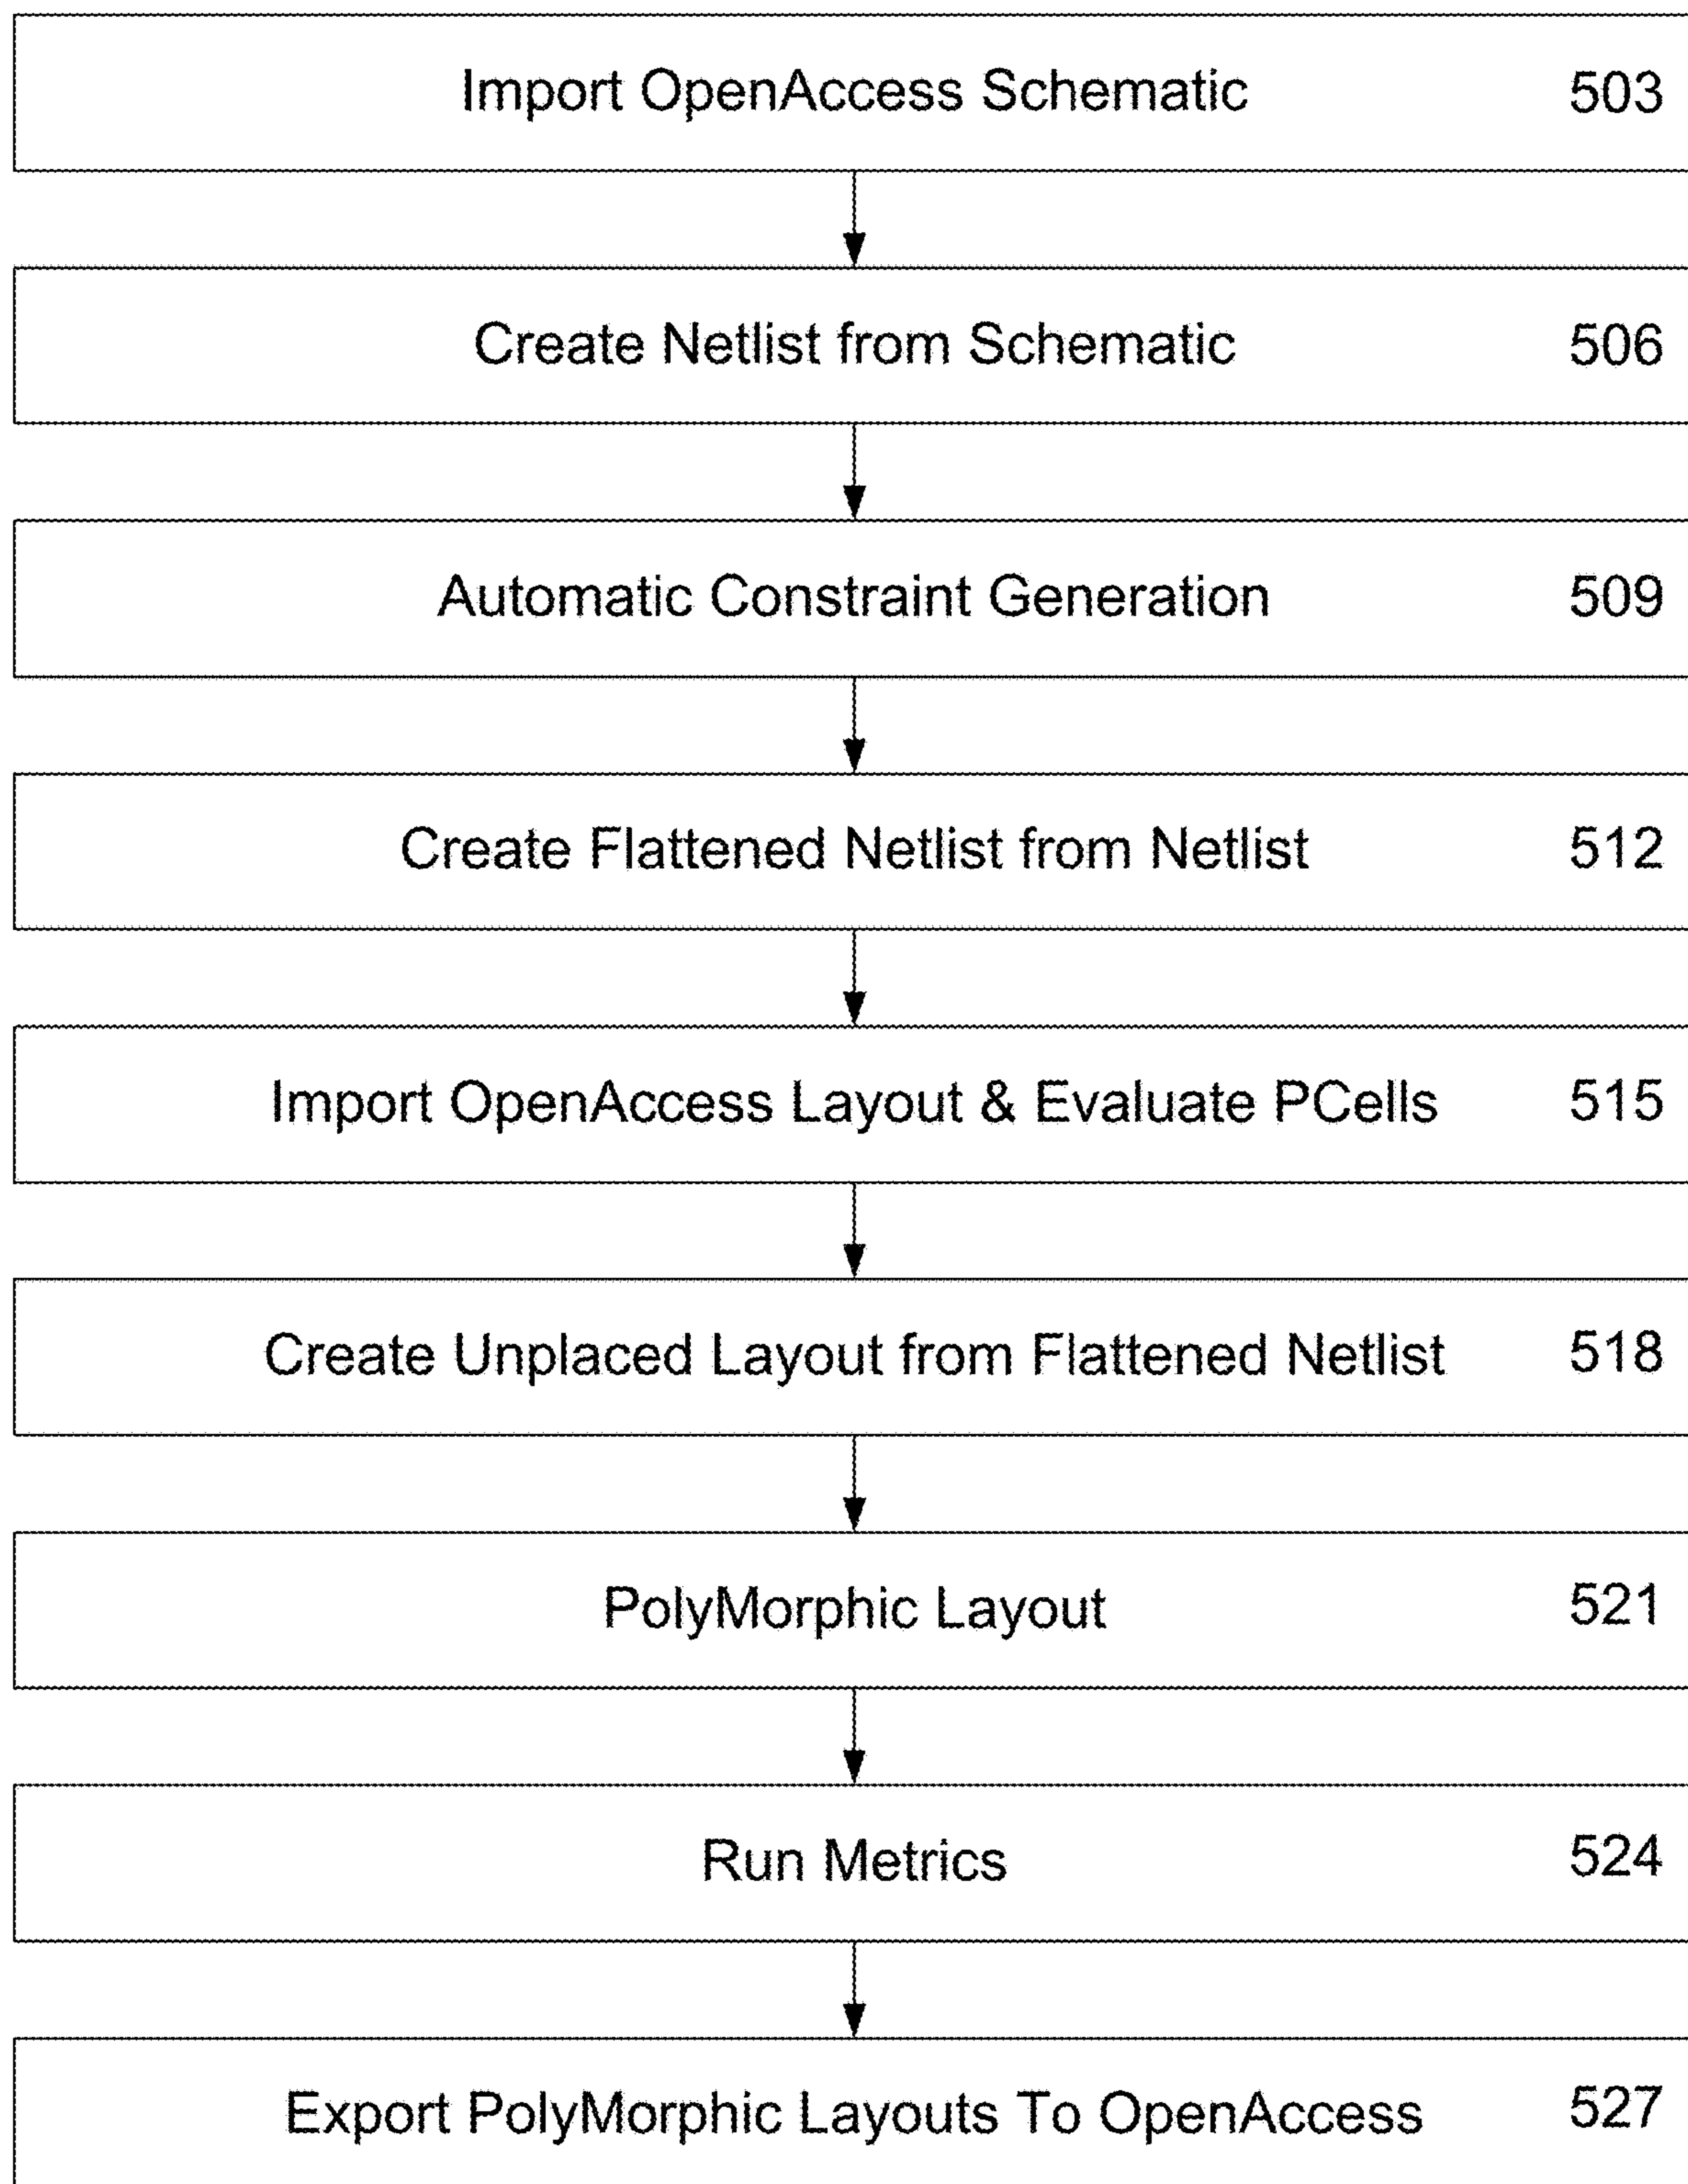 Import OpenAccess Schematic 503
Create Netlist from Schematic 506
Automatic Constraint Generation 509
Create Flattened Netlist from Netlist 512
Import OpenAccess Layout & Evaluate PCells 515
Create Unplaced Layout from Flattened Netlist 518
PolyMorphic Layout 521
Run Metrics 524
Export PolyMorphic Layouts To OpenAccess 527